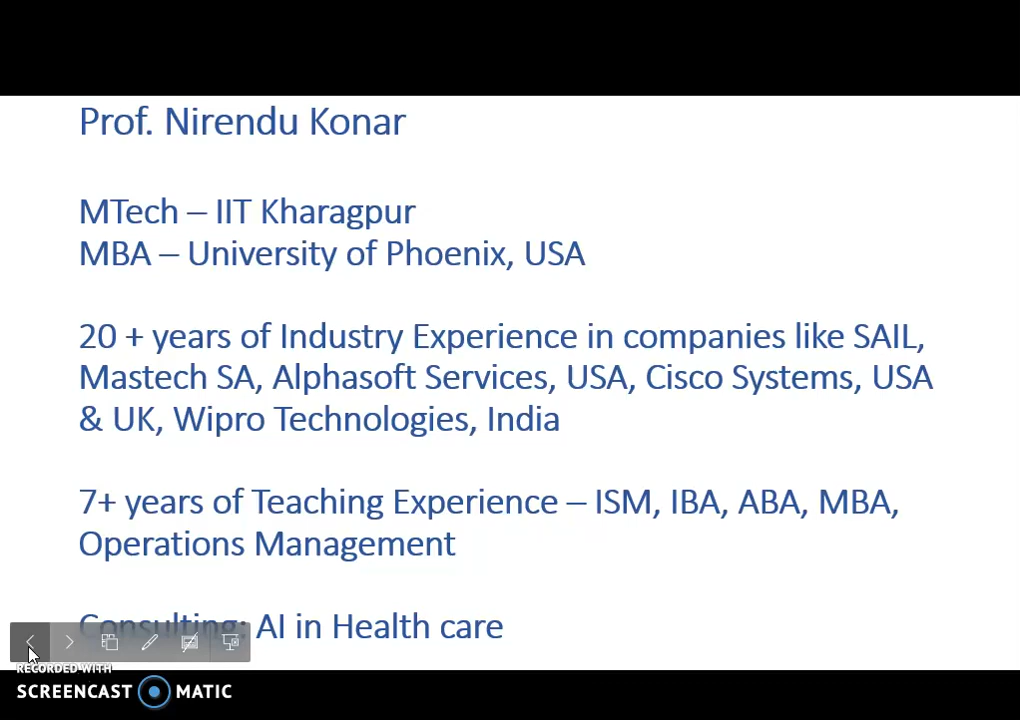 Prof. Nirendu Konar
MTech – IIT Kharagpur
MBA – University of Phoenix, USA
20 + years of Industry Experience in companies like SAIL,
Mastech SA, Alphasoft Services, USA, Cisco Systems, USA
& UK, Wipro Technologies, India
7+ years of Teaching Experience – ISM, IBA, ABA, MBA,
Operations Management
Consulting: AI in Health care
RECORDED WITH
SCREENCAST MATIC